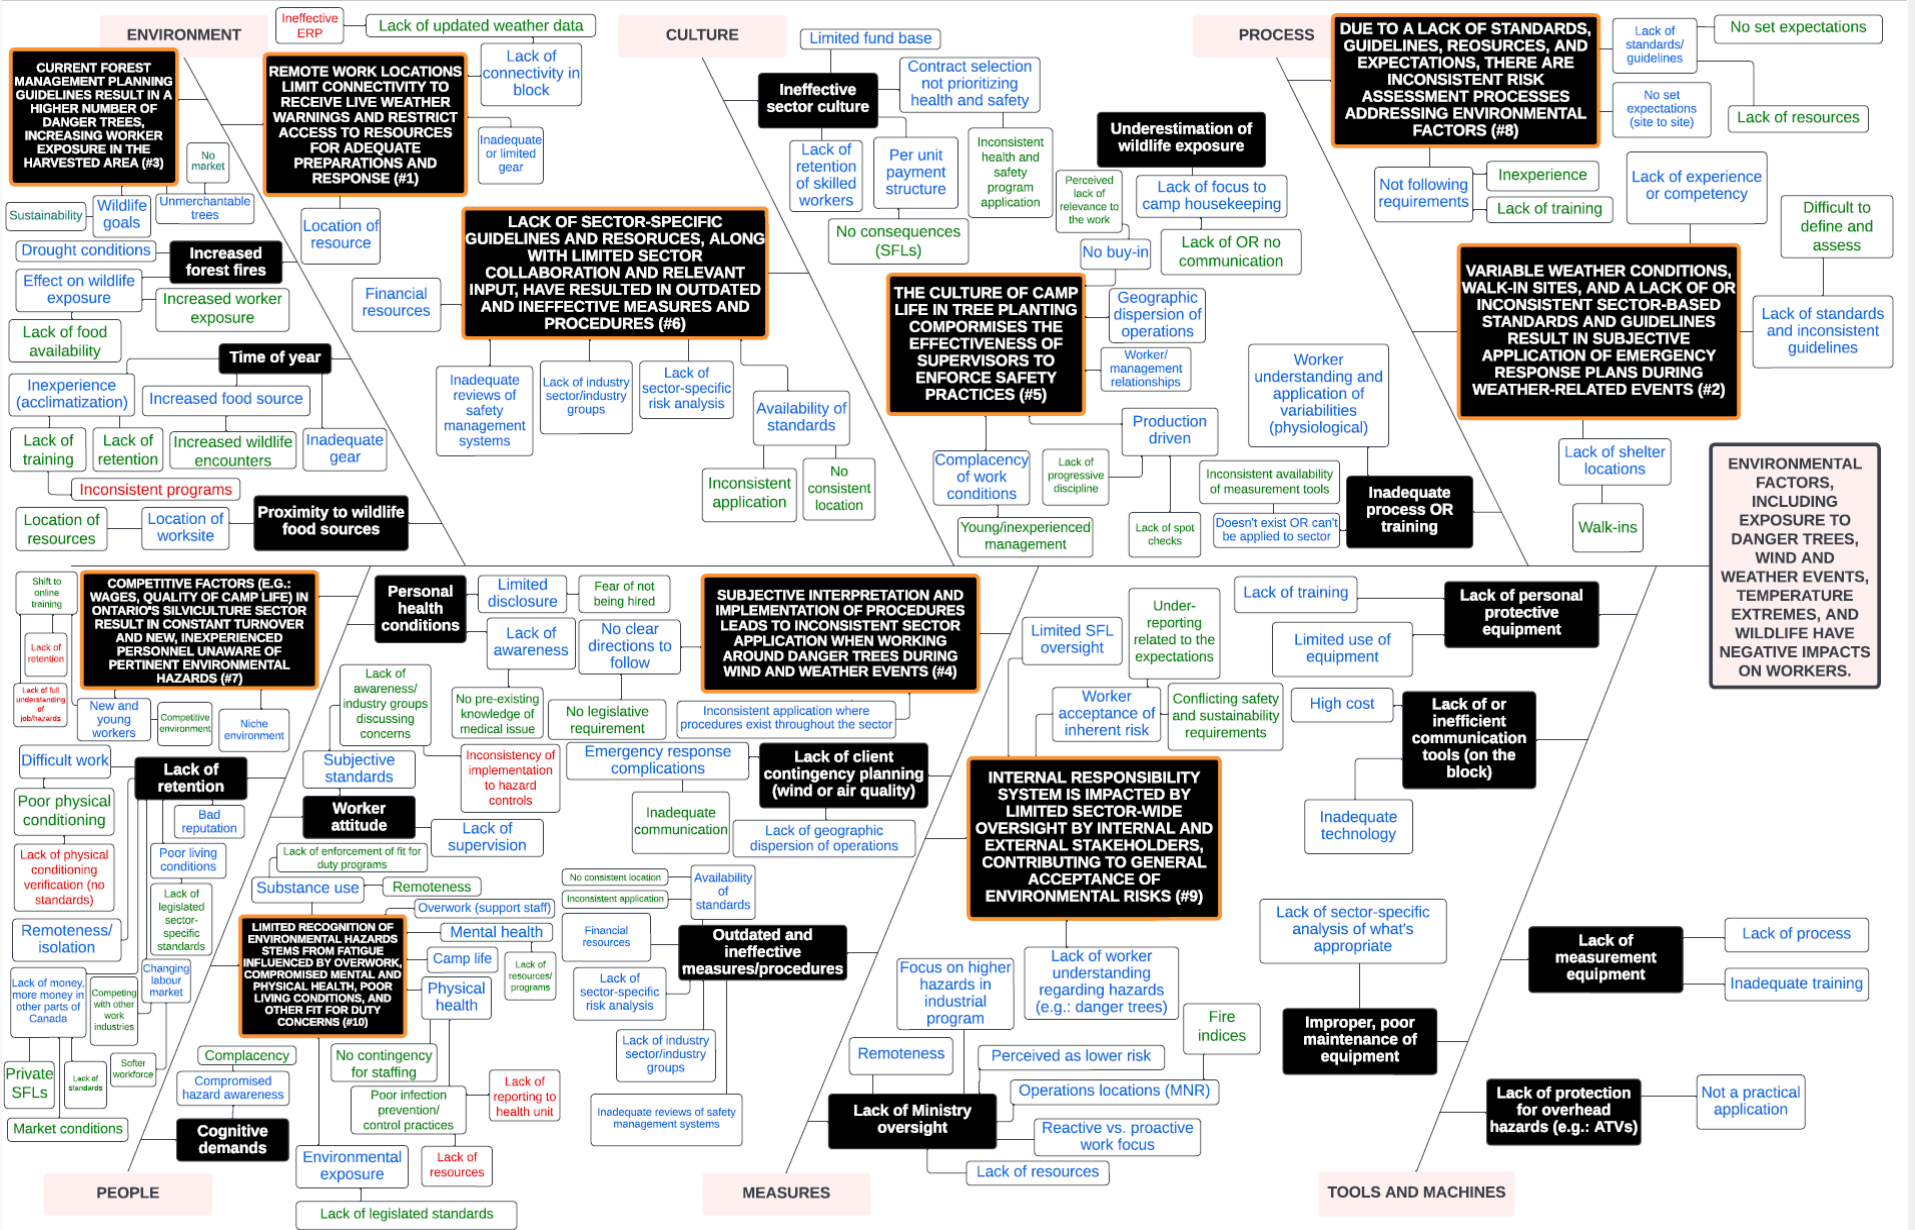 ENVIRONMENT
Ineffective
ERP
Lack of updated weather data
CURRENT FOREST
MANAGEMENT PLANNING
GUIDELINES RESULT IN A
HIGHER NUMBER OF
DANGER TREES,
INCREASING WORKER
EXPOSURE IN THE
HARVESTED AREA (#3)
REMOTE WORK LOCATIONS
LIMIT CONNECTIVITY TO
RECEIVE LIVE WEATHER
WARNINGS AND RESTRICT
ACCESS TO RESOURCES
FOR ADEQUATE
PREPARATIONS AND
RESPONSE (#1)
Lack of
connectivity in
block
Inadequate
or limited
gear
No
market
Sustainability
Wildlife
goals
Unmerchantable
trees
Location of
resource
Drought conditions
Increased
forest fires
Effect on wildlife
exposure
Increased worker
exposure
Lack of food
availability
Time of year
Inexperience
(acclimatization)
Increased food source
Lack of
training
Lack of
retention
Increased wildlife
encounters
Inadequate
gear
Inconsistent programs
Location of
resources
Location of
worksite
Proximity to wildlife
food sources
CULTURE
Limited fund base
Ineffective
sector culture
Contract selection
not prioritizing
health and safety
Lack of
retention
of skilled
workers
Per unit
payment
structure
Inconsistent
health and
safety
program
application
No consequences
(SFLs)
Underestimation of
wildlife exposure
Perceived
lack of
relevance to
the work
Lack of focus to
camp housekeeping
No buy-in
Lack of OR no
communication
LACK OF SECTOR-SPECIFIC
GUIDELINES AND RESORUCES, ALONG
WITH LIMITED SECTOR
COLLABORATION AND RELEVANT
INPUT, HAVE RESULTED IN OUTDATED
AND INEFFECTIVE MEASURES AND
PROCEDURES (#6)
Financial
resources
Inadequate
reviews of
safety
management
systems
Lack of industry
sector/industry
groups
Lack of
sector-specific
risk analysis
Availability of
standards
Inconsistent
application
No
consistent
location
THE CULTURE OF CAMP
LIFE IN TREE PLANTING
COMPORMISES THE
EFFECTIVENESS OF
SUPERVISORS TO
ENFORCE SAFETY
PRACTICES (#5)
Geographic
dispersion of
operations
Worker/
management
relationships
Production
driven
Complacency
of work
conditions
Lack of
progressive
discipline
Young/inexperienced
management
Lack of spot
checks
PROCESS
DUE TO A LACK OF STANDARDS,
GUIDELINES, REOSURCES, AND
EXPECTATIONS, THERE ARE
INCONSISTENT RISK
ASSESSMENT PROCESSES
ADDRESSING ENVIRONMENTAL
FACTORS (#8)
Lack of
standards/
guidelines
No set expectations
No set
expectations
(site to site)
Lack of resources
Not following
requirements
Inexperience
Lack of training
Lack of experience
or competency
Difficult to
define and
assess
VARIABLE WEATHER CONDITIONS,
WALK-IN SITES, AND A LACK OF OR
INCONSISTENT SECTOR-BASED
STANDARDS AND GUIDELINES
RESULT IN SUBJECTIVE
APPLICATION OF EMERGENCY
RESPONSE PLANS DURING
WEATHER-RELATED EVENTS (#2)
Lack of standards
and inconsistent
guidelines
Worker
understanding and
application of
variabilities
(physiological)
Lack of shelter
locations
Walk-ins
Inconsistent availability
of measurement tools
Doesn't exist OR can't
be applied to sector
Inadequate
process OR
training
ENVIRONMENTAL
FACTORS,
INCLUDING
EXPOSURE TO
DANGER TREES,
WIND AND
WEATHER EVENTS,
TEMPERATURE
EXTREMES, AND
WILDLIFE HAVE
NEGATIVE IMPACTS
ON WORKERS.
Shift to
online
training
Lack of
retention
Lack of full
understanding of
job/hazards
COMPETITIVE FACTORS (E.G.:
WAGES, QUALITY OF CAMP LIFE) IN
ONTARIO'S SILVICULTURE SECTOR
RESULT IN CONSTANT TURNOVER
AND NEW, INEXPERIENCED
PERSONNEL UNAWARE OF
PERTINENT ENVIRONMENTAL
HAZARDS (#7)
New and
young
workers
Competitive
environment
Niche
environment
Personal
health
conditions
Limited
disclosure
Fear of not
being hired
Lack of
awareness
No pre-existing
knowledge of
medical issue
Lack of
awareness/
industry groups
discussing
concerns
Subjective
standards
Inconsistency of
implementation
to hazard
controls
Worker
attitude
Lack of
supervision
Difficult work
Lack of
retention
Poor physical
conditioning
Bad
reputation
Lack of physical
conditioning
verification (no
standards)
Poor living
conditions
Lack of
legislated
sector-
specific
standards
Remoteness/
isolation
Changing
labour
market
Lack of money,
more money in
other parts of
Canada
Competing
with other
work
industries
Private
SFLs
Lack of
standards
Softer
workforce
Market conditions
Lack of enforcement of fit for
duty programs
Substance use
Remoteness
Overwork (support staff)
LIMITED RECOGNITION OF
ENVIRONMENTAL HAZARDS
STEMS FROM FATIGUE
INFLUENCED BY OVERWORK,
COMPROMISED MENTAL AND
PHYSICAL HEALTH, POOR
LIVING CONDITIONS, AND
OTHER FIT FOR DUTY
CONCERNS (#10)
Mental health
Camp life
Lack of
resources/
programs
Physical
health
Complacency
Compromised
hazard awareness
Cognitive
demands
No contingency
for staffing
Poor infection
prevention/
control practices
Lack of
reporting to
health unit
Lack of
resources
Environmental
exposure
Lack of legislated standards
PEOPLE
SUBJECTIVE INTERPRETATION AND
IMPLEMENTATION OF PROCEDURES
LEADS TO INCONSISTENT SECTOR
APPLICATION WHEN WORKING
AROUND DANGER TREES DURING
WIND AND WEATHER EVENTS (#4)
No clear
directions to
follow
No legislative
requirement
Inconsistent application where
procedures exist throughout the sector
Emergency response
complications
Lack of client
contingency planning
(wind or air quality)
Inadequate
communication
Lack of geographic
dispersion of operations
No consistent location
Inconsistent application
Availability
of
standards
Financial
resources
Outdated and
ineffective
measures/procedures
Lack of
sector-specific
risk analysis
Lack of industry
sector/industry
groups
Inadequate reviews of safety
management systems
MEASURES
Limited SFL
oversight
Under-
reporting
related to the
expectations
Worker
acceptance of
inherent risk
Conflicting safety
and sustainability
requirements
INTERNAL RESPONSIBILITY
SYSTEM IS IMPACTED BY
LIMITED SECTOR-WIDE
OVERSIGHT BY INTERNAL AND
EXTERNAL STAKEHOLDERS,
CONTRIBUTING TO GENERAL
ACCEPTANCE OF
ENVIRONMENTAL RISKS (#9)
Focus on higher
hazards in
industrial
program
Lack of worker
understanding
regarding hazards
(e.g.: danger trees)
Fire
indices
Remoteness
Perceived as lower risk
Operations locations (MNR)
Lack of Ministry
oversight
Reactive vs. proactive
work focus
Lack of resources
Lack of training
Lack of personal
protective
equipment
Limited use of
equipment
High cost
Lack of or
inefficient
communication
tools (on the
block)
Inadequate
technology
Lack of sector-specific
analysis of what's
appropriate
Improper, poor
maintenance of
equipment
Lack of
measurement
equipment
Lack of process
Inadequate training
Lack of protection
for overhead
hazards (e.g.: ATVs)
Not a practical
application
TOOLS AND MACHINES